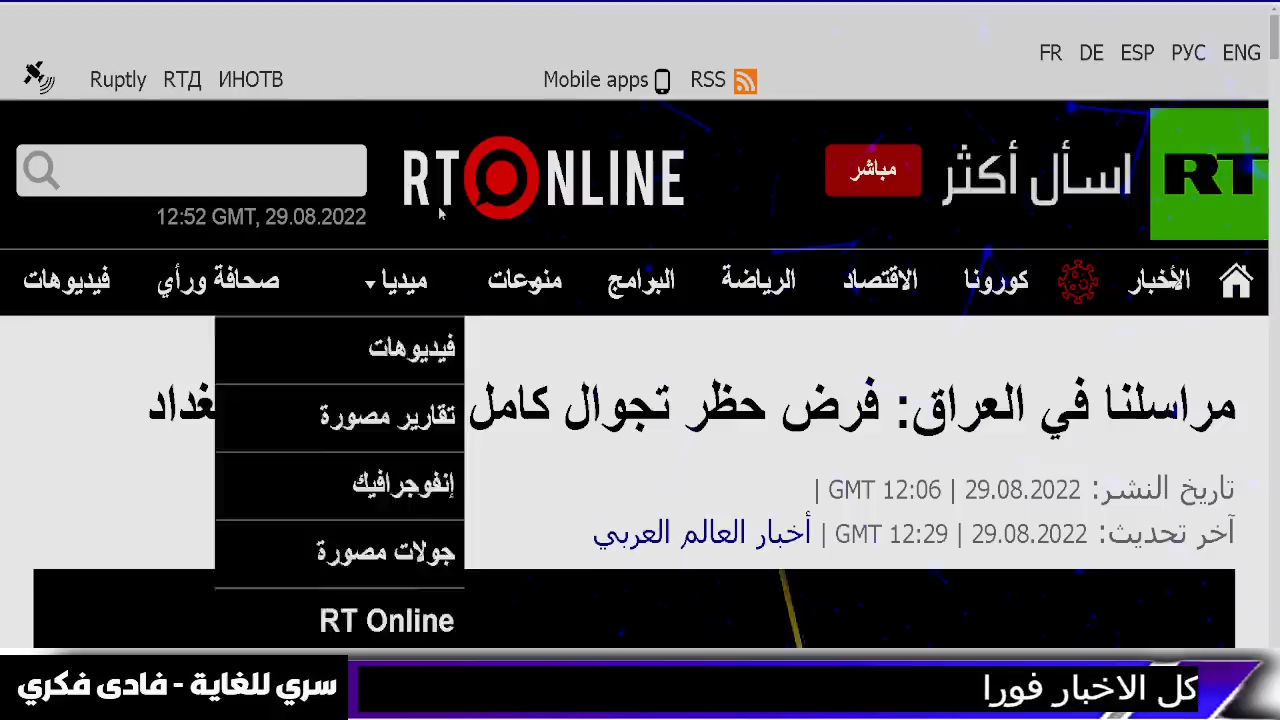 FR DE ESP РУС ENG
Ruptly RTД ИНОТВ Mobile apps RSS
RT ONLINE مباشر اسأل أكثر RT
12:52 GMT, 29.08.2022
الأخبار كورونا الاقتصاد الرياضة البرامج منوعات ميديا صحافة ورأي فيديوهات
فيديوهات
تقارير مصورة
إنفوجرافيك
جولات مصورة
RT Online
مراسلنا في العراق: فرض حظر تجوال كامل
تاريخ النشر: 29.08.2022 | 12:06 GMT |
آخر تحديث: 29.08.2022 | 12:29 GMT | أخبار العالم العربي
كل الاخبار فورا
سري للغاية - فادى فكري